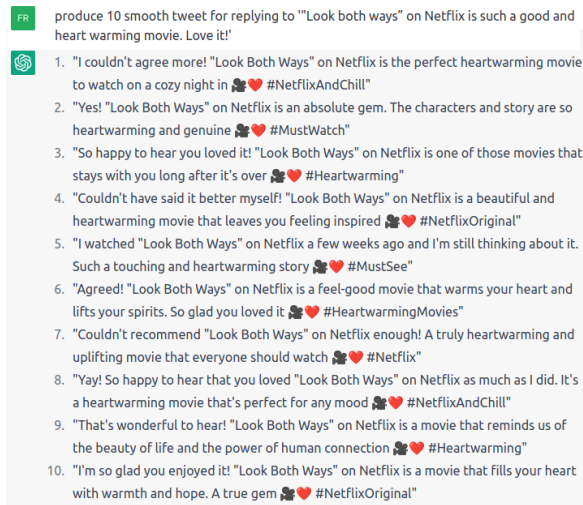 FR
produce 10 smooth tweet for replying to '"Look both ways” on Netflix is such a good and
heart warming movie. Love it!'
1. "I couldn't agree more! "Look Both Ways" on Netflix is the perfect heartwarming movie
to watch on a cozy night in 🎥❤️ #NetflixAndChill"
2. "Yes! "Look Both Ways" on Netflix is an absolute gem. The characters and story are so
heartwarming and genuine 🎥❤️ #MustWatch"
3. "So happy to hear you loved it! "Look Both Ways" on Netflix is one of those movies that
stays with you long after it's over 🎥❤️ #Heartwarming"
4. "Couldn't have said it better myself! "Look Both Ways" on Netflix is a beautiful and
heartwarming movie that leaves you feeling inspired 🎥❤️ #NetflixOriginal"
5. "I watched "Look Both Ways" on Netflix a few weeks ago and I'm still thinking about it.
Such a touching and heartwarming story 🎥❤️ #MustSee"
6. "Agreed! "Look Both Ways" on Netflix is a feel-good movie that warms your heart and
lifts your spirits. So glad you loved it 🎥❤️ #HeartwarmingMovies"
7. "Couldn't recommend "Look Both Ways" on Netflix enough! A truly heartwarming and
uplifting movie that everyone should watch 🎥❤️ #Netflix"
8. "Yay! So happy to hear that you loved "Look Both Ways" on Netflix as much as I did. It's
a heartwarming movie that's perfect for any mood 🎥❤️ #NetflixAndChill"
9. "That's wonderful to hear! "Look Both Ways" on Netflix is a movie that reminds us of
the beauty of life and the power of human connection 🎥❤️ #Heartwarming"
10. "I'm so glad you enjoyed it! "Look Both Ways" on Netflix is a movie that fills your heart
with warmth and hope. A true gem 🎥❤️ #NetflixOriginal"